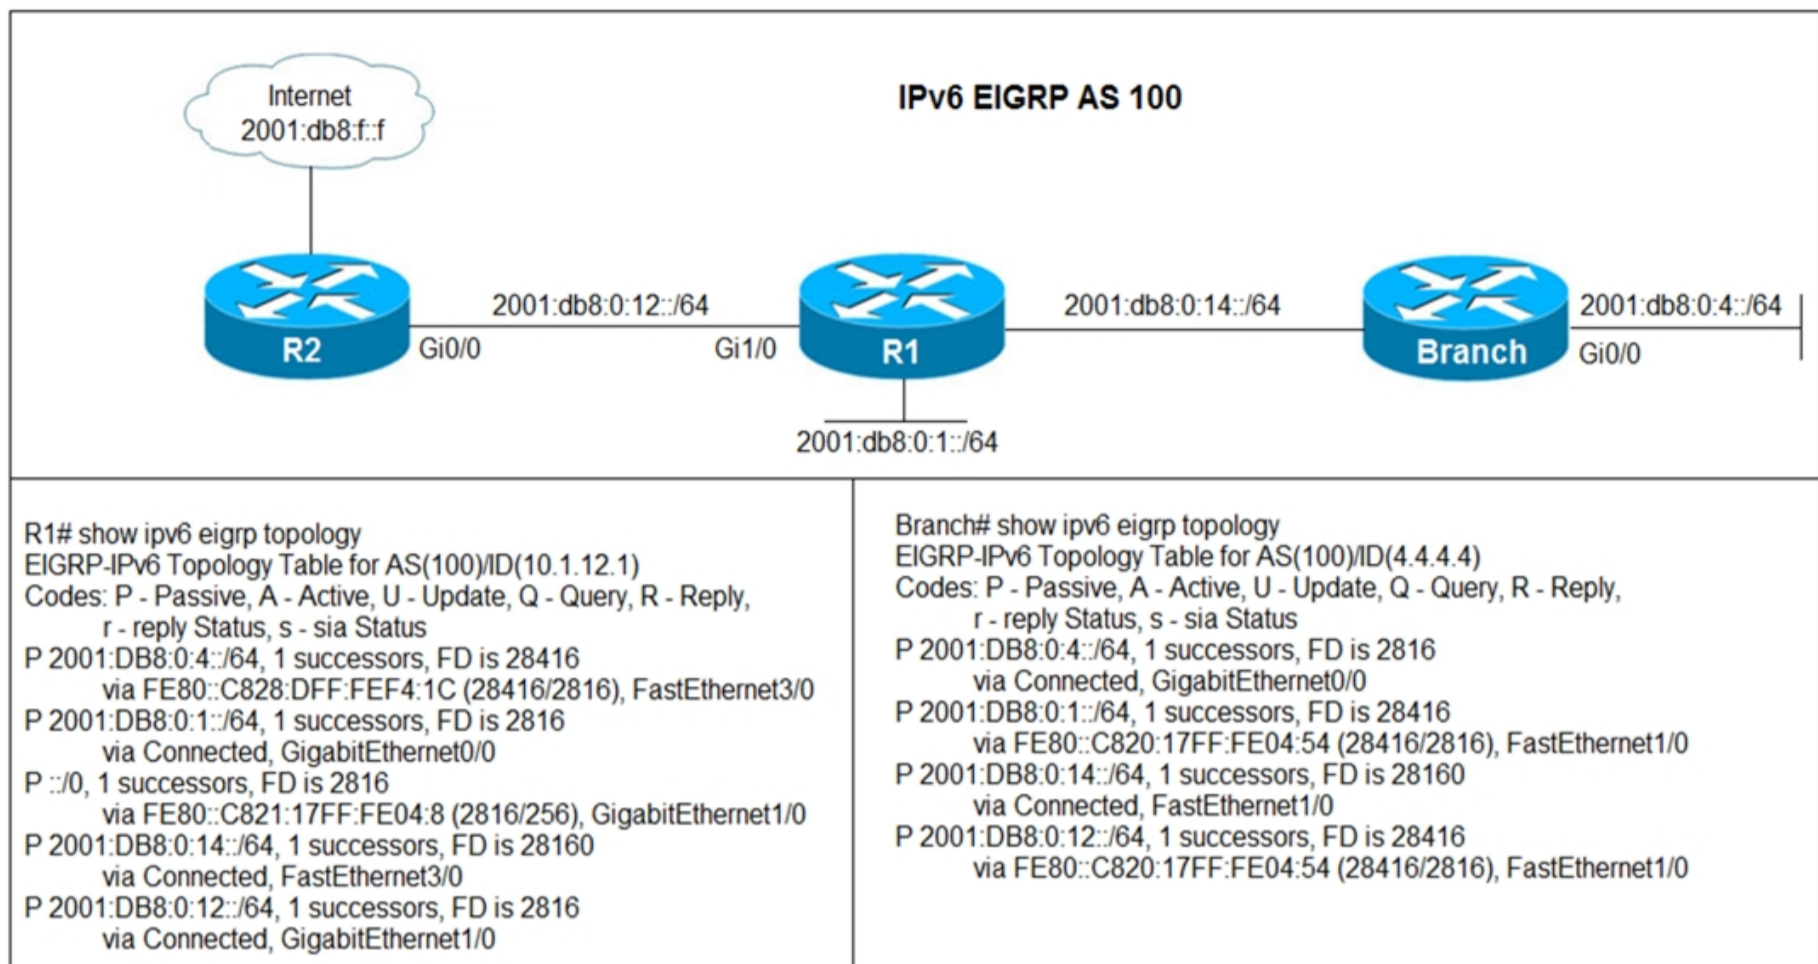 Internet
2001:db8:f::f
IPv6 EIGRP AS 100
2001:db8:0:12::/64
2001:db8:0:14::/64
2001:db8:0:4::/64
R2
Gi0/0
Gi1/0
R1
Branch
Gi0/0
2001:db8:0:1::/64
R1# show ipv6 eigrp topology
EIGRP-IPv6 Topology Table for AS(100)/ID(10.1.12.1)
Codes: P - Passive, A - Active, U - Update, Q - Query, R - Reply,
r - reply Status, s - sia Status
P 2001:DB8:0:4::/64, 1 successors, FD is 28416
via FE80::C828:DFF:FEF4:1C (28416/2816), FastEthernet3/0
P 2001:DB8:0:1::/64, 1 successors, FD is 2816
via Connected, GigabitEthernet0/0
P ::/0, 1 successors, FD is 2816
via FE80::C821:17FF:FE04:8 (2816/256), GigabitEthernet1/0
P 2001:DB8:0:14::/64, 1 successors, FD is 28160
via Connected, FastEthernet3/0
P 2001:DB8:0:12::/64, 1 successors, FD is 2816
via Connected, GigabitEthernet1/0
Branch# show ipv6 eigrp topology
EIGRP-IPv6 Topology Table for AS(100)/ID(4.4.4.4)
Codes: P - Passive, A - Active, U - Update, Q - Query, R - Reply,
r - reply Status, s - sia Status
P 2001:DB8:0:4::/64, 1 successors, FD is 2816
via Connected, GigabitEthernet0/0
P 2001:DB8:0:1::/64, 1 successors, FD is 28416
via FE80::C820:17FF:FE04:54 (28416/2816), FastEthernet1/0
P 2001:DB8:0:14::/64, 1 successors, FD is 28160
via Connected, FastEthernet1/0
P 2001:DB8:0:12::/64, 1 successors, FD is 28416
via FE80::C820:17FF:FE04:54 (28416/2816), FastEthernet1/0